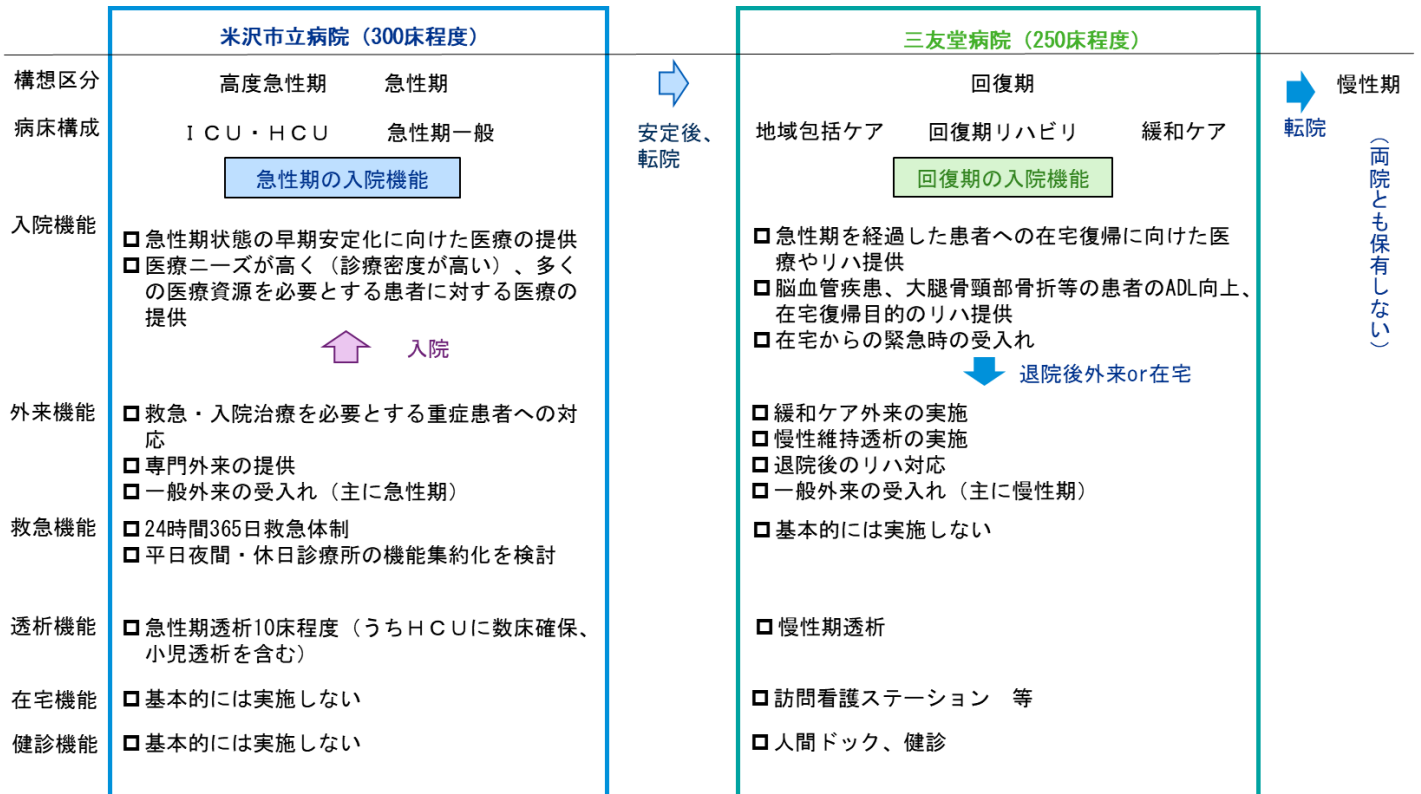 米沢市立病院（300床程度）
三友堂病院（250床程度）
構想区分
高度急性期
急性期
回復期
慢性期
病床構成
ＩＣＵ・ＨＣＵ
急性期一般
安定後、
転院
地域包括ケア
回復期リハビリ
緩和ケア
転院
（両院とも保有しない）
急性期の入院機能
回復期の入院機能
入院機能
急性期状態の早期安定化に向けた医療の提供
医療ニーズが高く（診療密度が高い）、多く
の医療資源を必要とする患者に対する医療の
提供
入院
急性期を経過した患者への在宅復帰に向けた医
療やリハ提供
脳血管疾患、大腿骨頸部骨折等の患者のADL向上、
在宅復帰目的のリハ提供
在宅からの緊急時の受入れ
退院後外来or在宅
外来機能
救急・入院治療を必要とする重症患者への対
応
専門外来の提供
一般外来の受入れ（主に急性期）
緩和ケア外来の実施
慢性維持透析の実施
退院後のリハ対応
一般外来の受入れ（主に慢性期）
救急機能
24時間365日救急体制
平日夜間・休日診療所の機能集約化を検討
基本的には実施しない
透析機能
急性期透析10床程度（うちＨＣＵに数床確保、
小児透析を含む）
慢性期透析
在宅機能
基本的には実施しない
訪問看護ステーション　等
健診機能
基本的には実施しない
人間ドック、健診